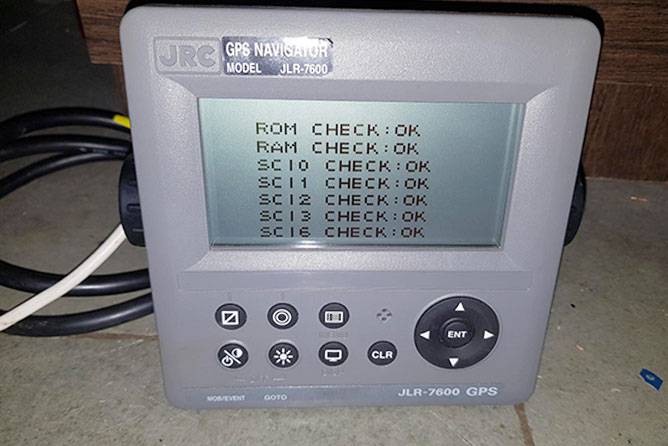 JRC
GPS NAVIGATOR
MODEL JLR-7600
ROM CHECK:OK
RAM CHECK:OK
SCI0 CHECK:OK
SCI1 CHECK:OK
SCI2 CHECK:OK
SCI3 CHECK:OK
SCI6 CHECK:OK
ENT
CLR
JLR-7600 GPS
MOB/EVENT GOTO